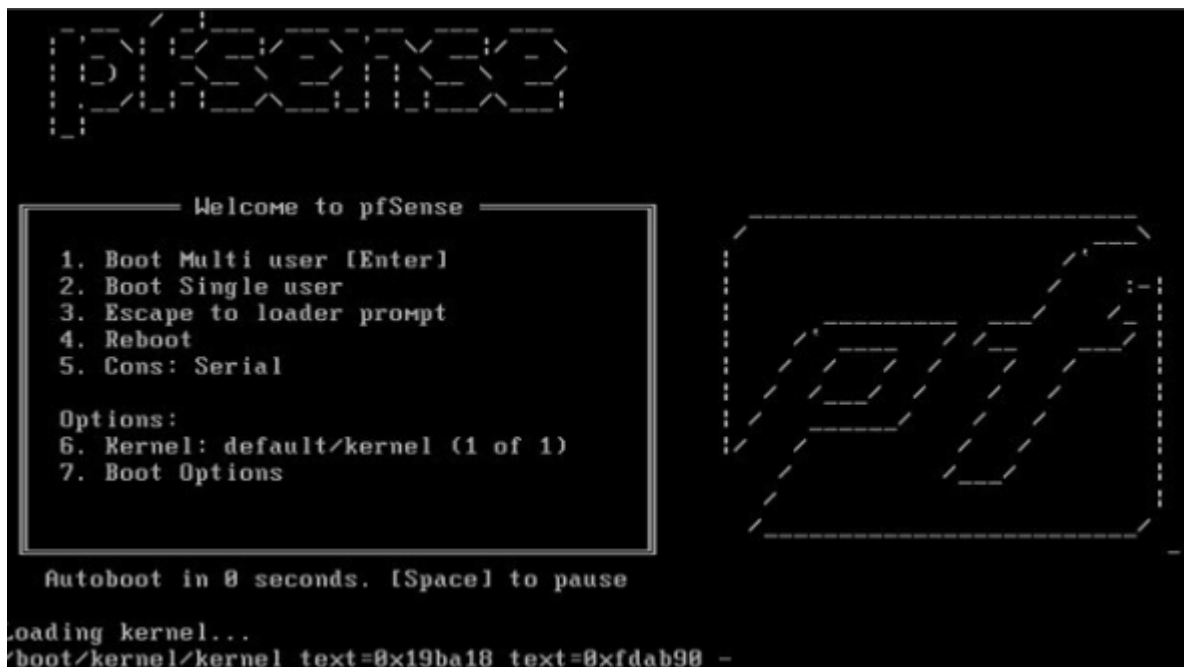 pfsense
Welcome to pfSense
1. Boot Multi user [Enter]
2. Boot Single user
3. Escape to loader prompt
4. Reboot
5. Cons: Serial
Options:
6. Kernel: default/kernel (1 of 1)
7. Boot Options
pf
Autoboot in 0 seconds. [Space] to pause
Loading kernel...
/boot/kernel/kernel text=0x19ba18 text=0xfdab90 -